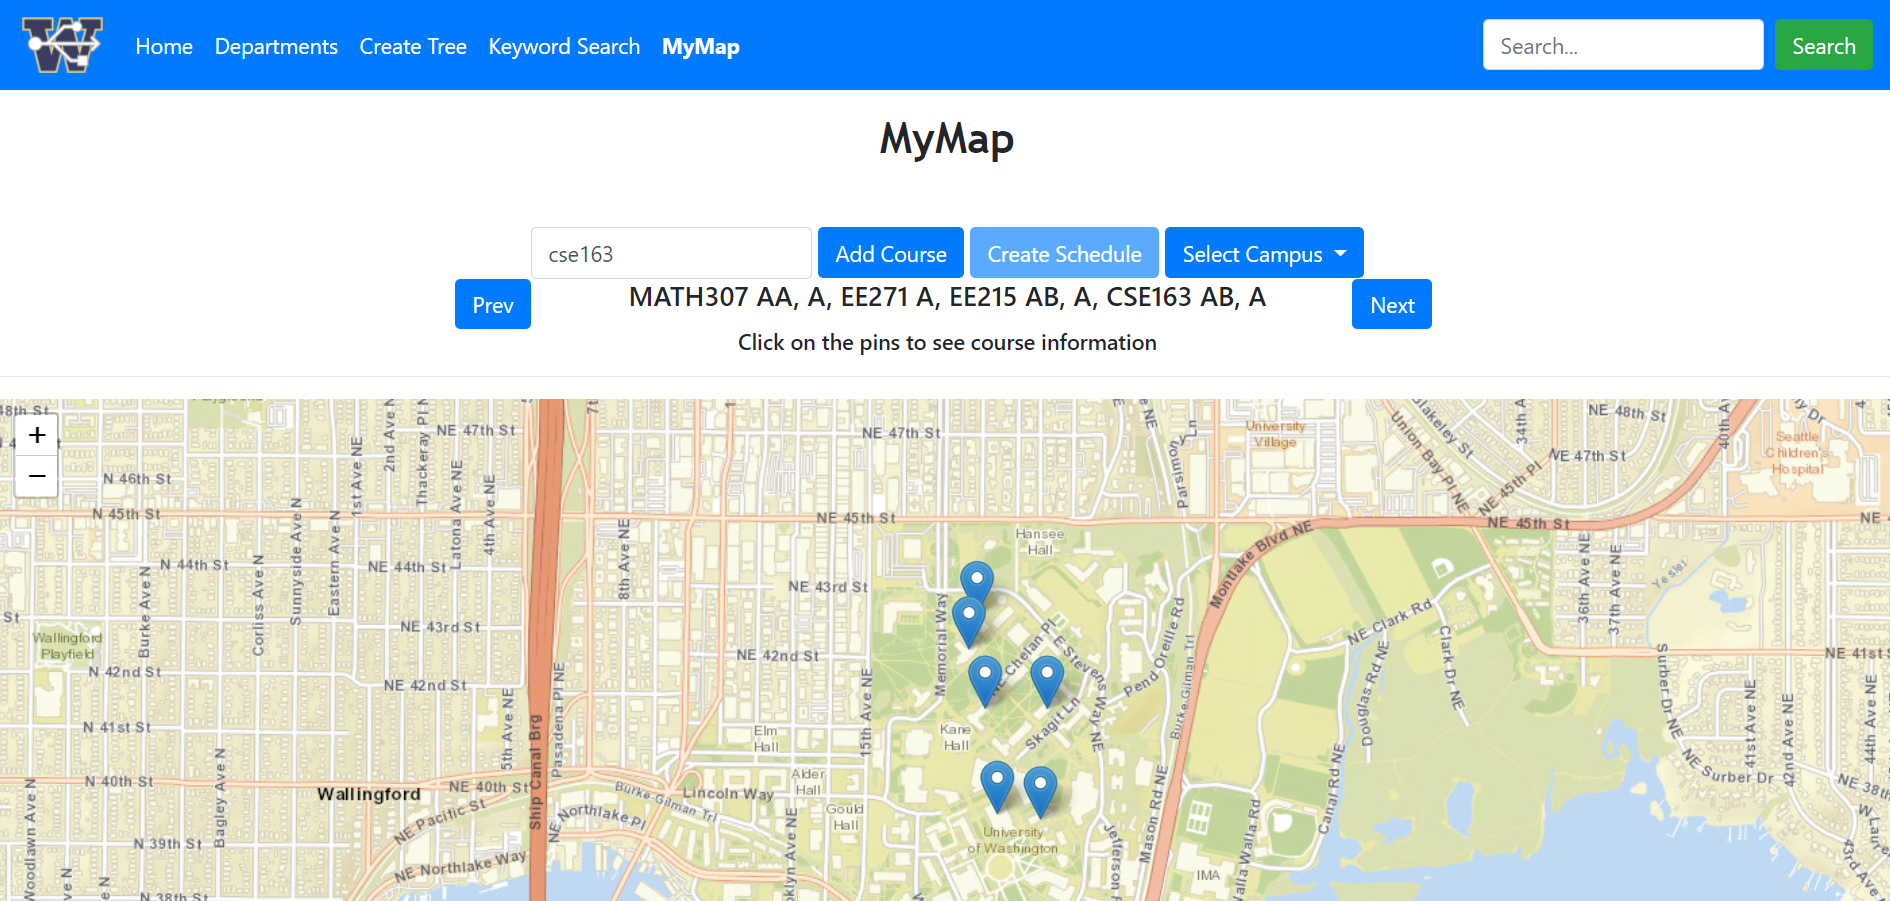 W
Home Departments Create Tree Keyword Search MyMap Search... Search
MyMap
cse163 Add Course Create Schedule Select Campus
Prev MATH307 AA, A, EE271 A, EE215 AB, A, CSE163 AB, A Next
Click on the pins to see course information
+
−
48th St
2nd Ave N
Thackeray Pl N
NE 47th St
NE 47th St
Parsimony Ln
University
Village
Union Bay Pl NE
Blakeley St
34th A
NE 48th St
40th Av
NE 47th St
Seattle
Children's
Hospital
N 46th St
1st Ave NE
Latona Ave NE
4th Ave NE
NE 45th Pl
N 45th St
NE 45th St
NE 45th St
NE 4
8th Ave NE
Hansee
Hall
Montlake Blvd NE
N 44th St
NE 44th St
NE 43rd St
Sunnyside Ave N
Eastern Ave N
Corliss Ave N
Burke Ave N
36th Ave NE
37th Ave NE
Yesler
St
Wallingford
Playfield
NE 43rd St
Memorial Way
NE Chelan Pl
E Stevens Way NE
Pend Oreille Rd
Burke-Gilman Trl
NE Clark Rd
Clark Dr NE
Douglas Rd NE
NE 41st S
N 42nd St
NE 42nd St
NE 42nd St
15th Ave NE
Skagit Ln
Surber Dr NE
41st Ave NE
42nd Ave NE
44th Ave NE
N 41st St
5th Ave NE
Pasadena Pl NE
Ship Canal Brg
Elm
Hall
Kane
Hall
NE Surber Dr
N 40th St
Bagley Ave N
Wallingford
NE 40th St
Burke-Gilman Trl
Lincoln Way
Alder
Hall
Gould
Hall
NE 38th
W Laur
43rd Av
NE Pacific St
NE Northlake Pl
University
of Washington
Mason Rd NE
Canal Rd NE
Walla Walla Rd
Jefferson
N 39th St
Woodlawn Ave N
NE Northlake Way
oklyn Ave NE
IMA
N 38th St